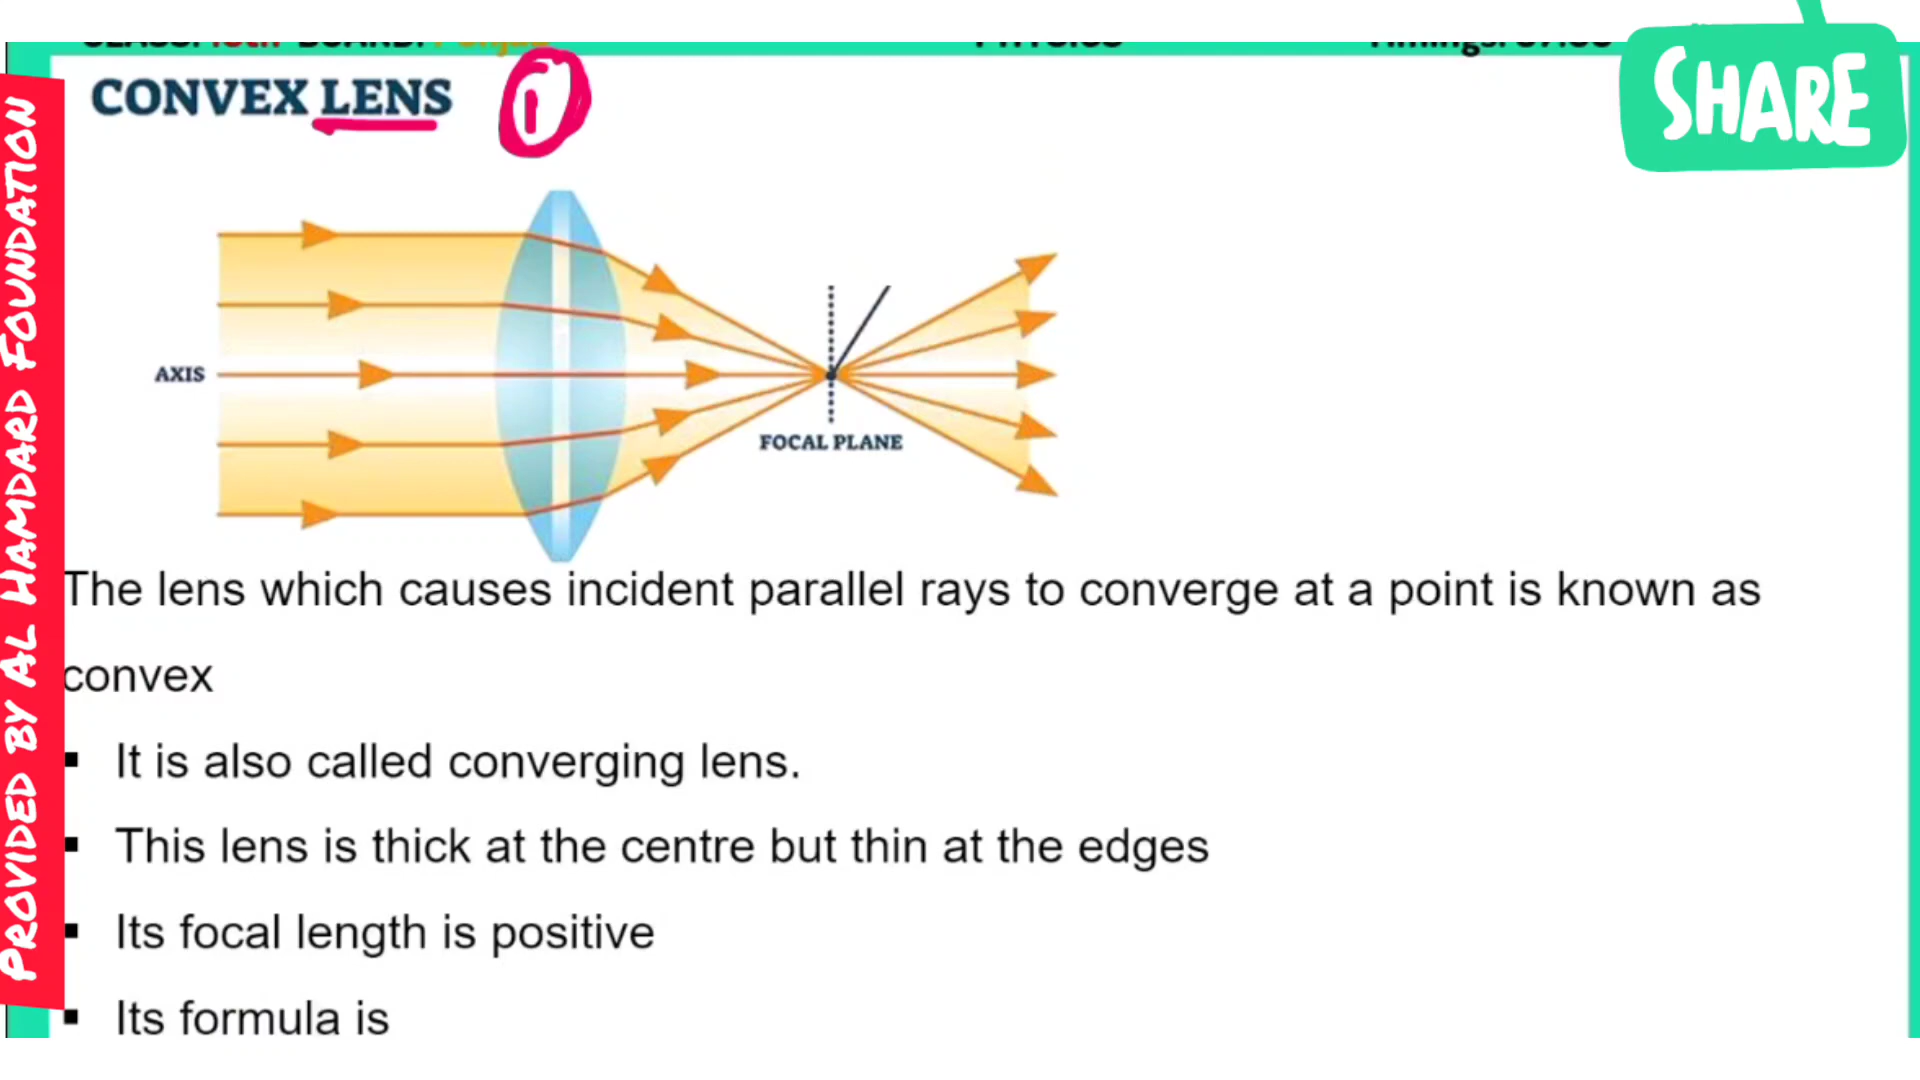 SHARE
CONVEX LENS
AXIS
FOCAL PLANE
The lens which causes incident parallel rays to converge at a point is known as
convex
▪ It is also called converging lens.
▪ This lens is thick at the centre but thin at the edges
▪ Its focal length is positive
▪ Its formula is
PROVIDED BY AL HAMDARD FOUNDATION